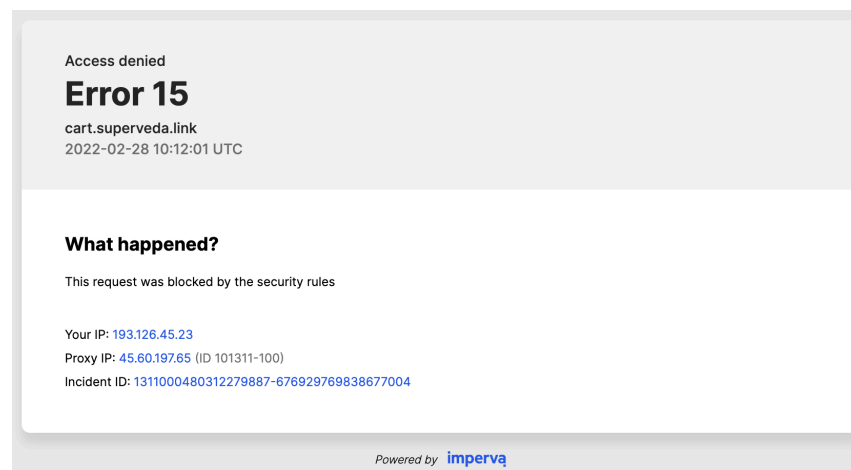 Access denied
Error 15
cart.superveda.link
2022-02-28 10:12:01 UTC
What happened?
This request was blocked by the security rules
Your IP: 193.126.45.23
Proxy IP: 45.60.197.65 (ID 101311-100)
Incident ID: 1311000480312279887-676929769838677004
Powered by imperva